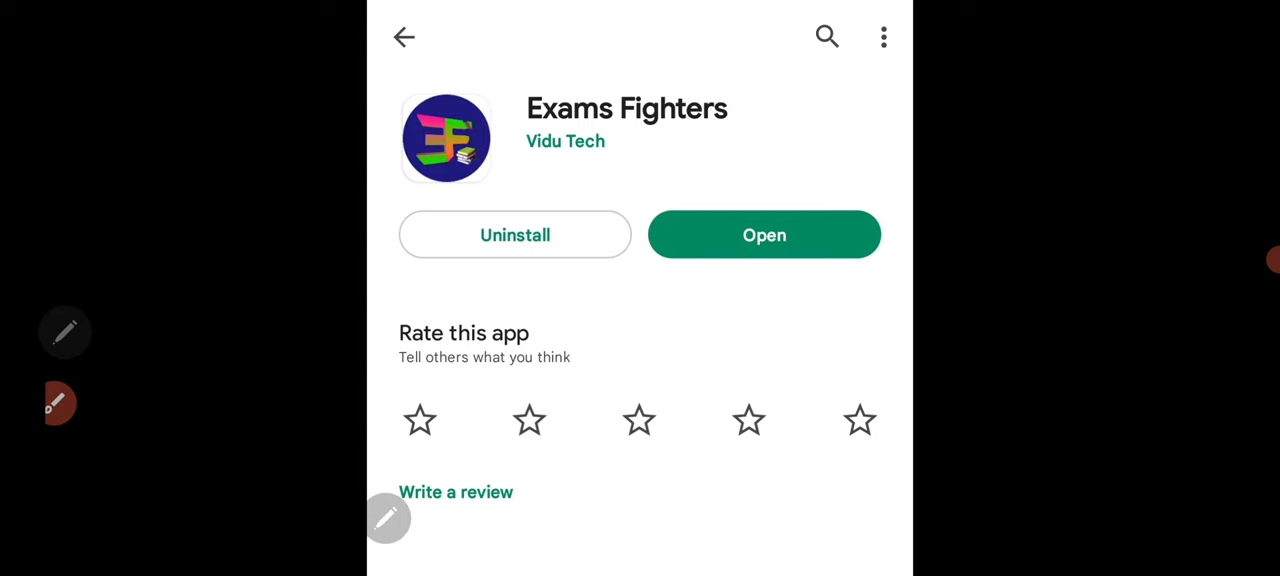 Exams Fighters
Vidu Tech
Uninstall
Open
Rate this app
Tell others what you think
Write a review